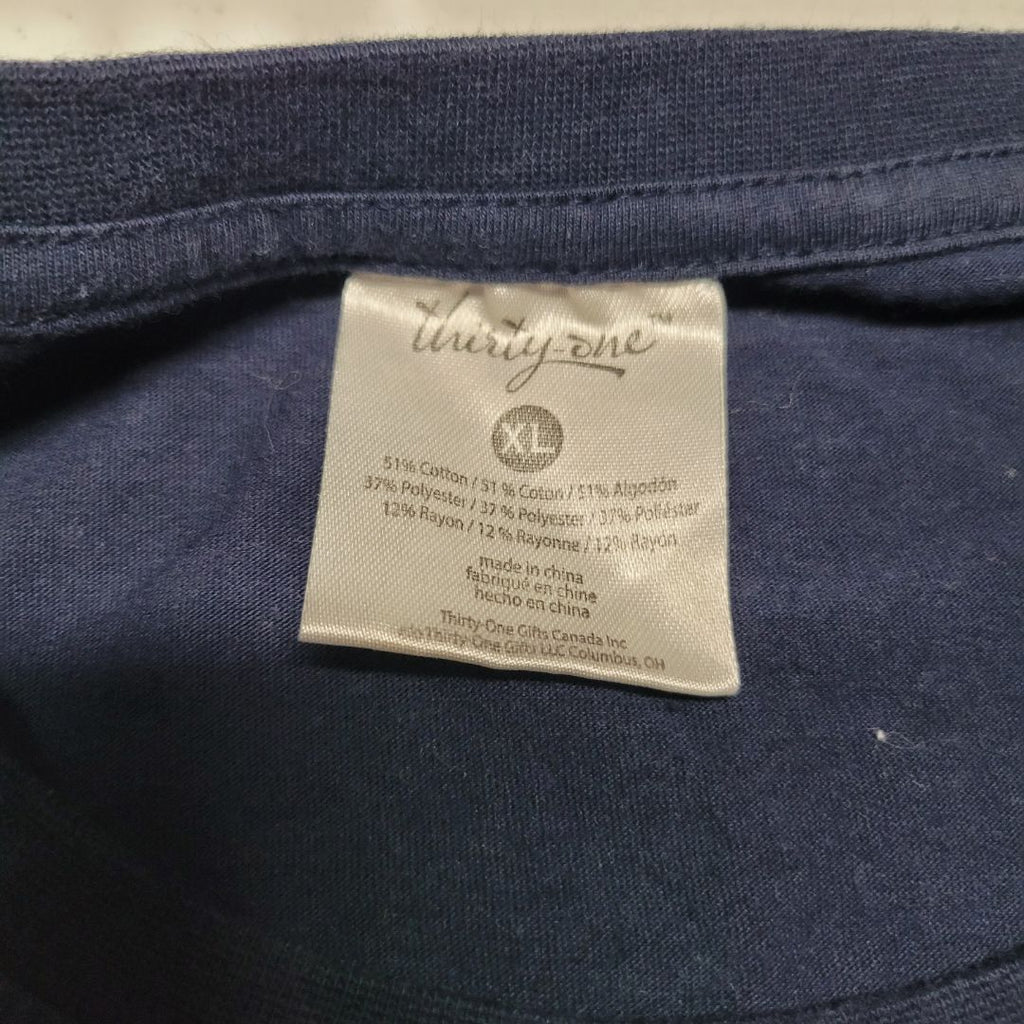 thirty-one™
XL
51% Cotton / 51 % Coton / 51% Algodón
37% Polyester / 37 % Polyester / 37% Poliéster
12% Rayon / 12 % Rayonne / 12% Rayon
made in china
fabriqué en chine
hecho en china
Thirty-One Gifts Canada Inc
Thirty-One Gifts LLC Columbus, OH